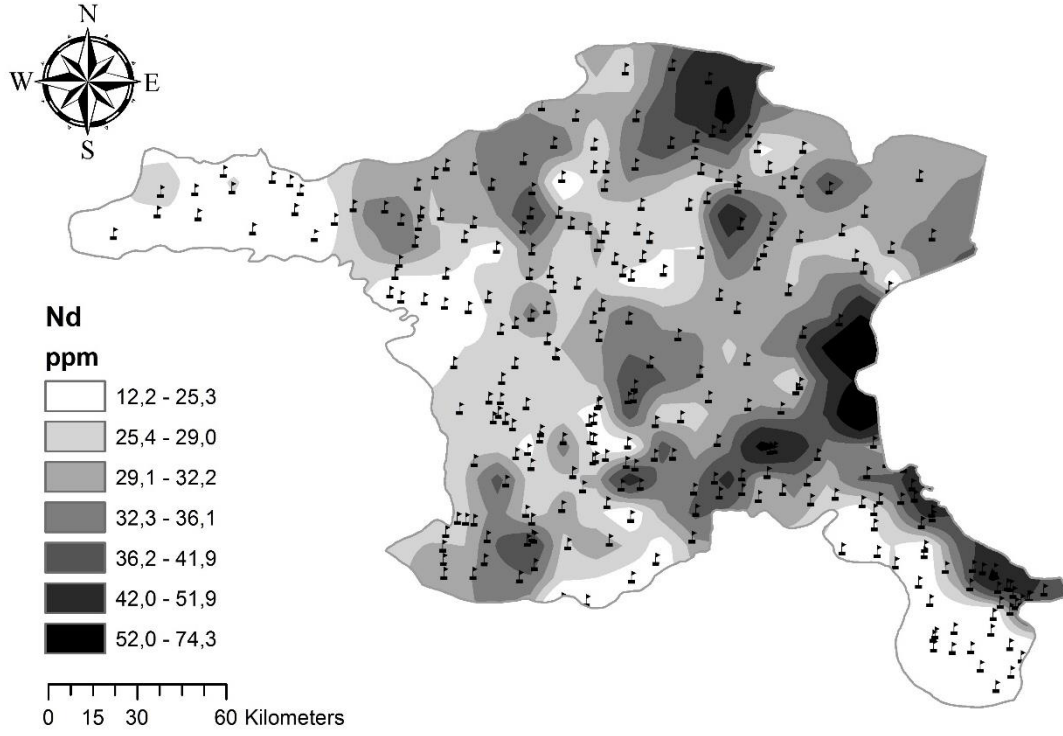 N
W E
S
Nd
ppm
12,2 - 25,3
25,4 - 29,0
29,1 - 32,2
32,3 - 36,1
36,2 - 41,9
42,0 - 51,9
52,0 - 74,3
0 15 30 60 Kilometers